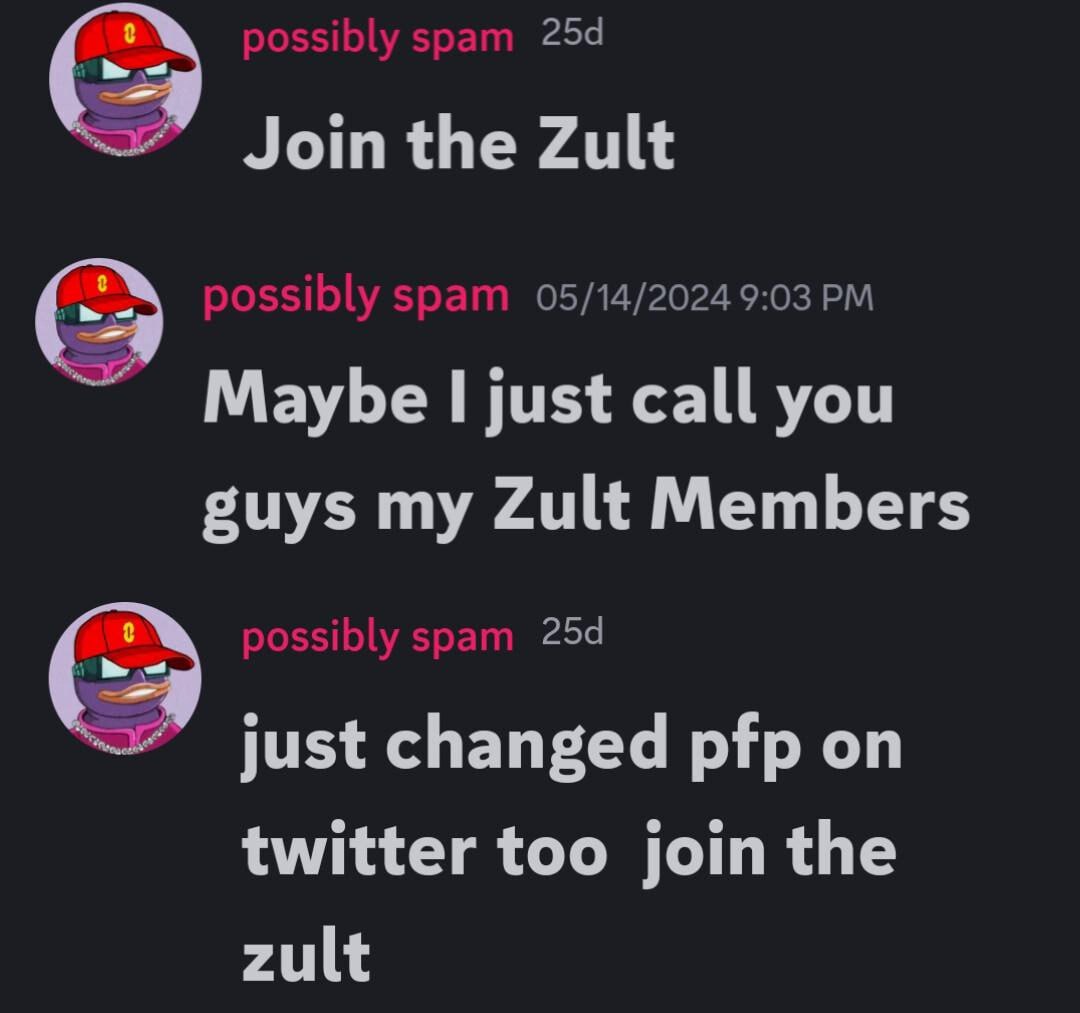 possibly spam 25d
Join the Zult
possibly spam 05/14/2024 9:03 PM
Maybe I just call you
guys my Zult Members
possibly spam 25d
just changed pfp on
twitter too  join the
zult